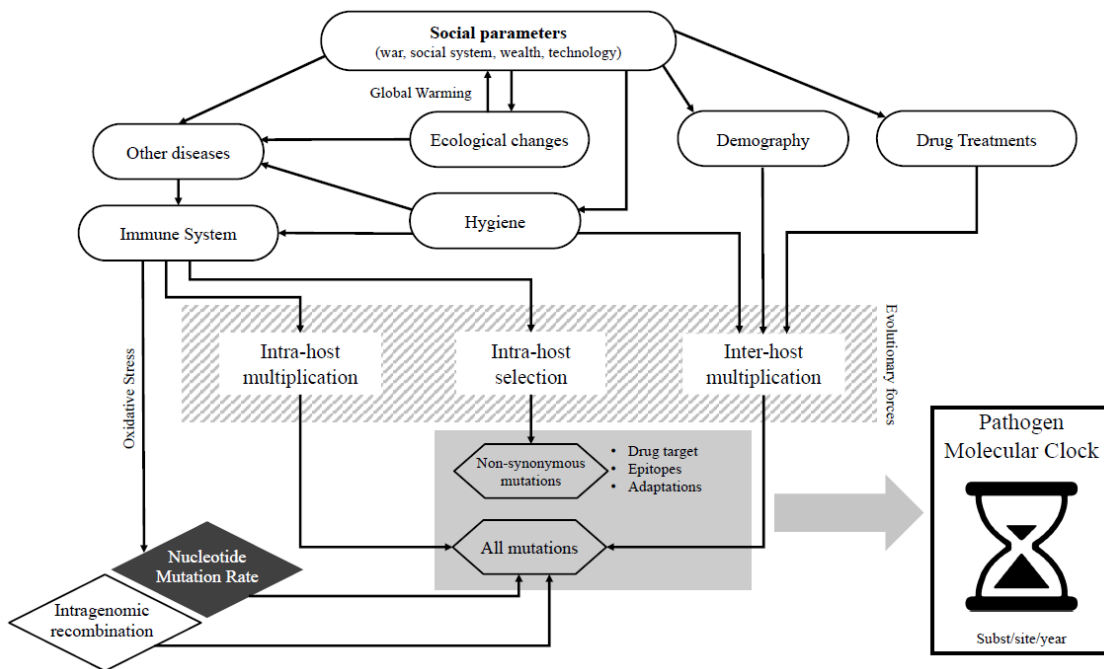 Social parameters
(war, social system, wealth, technology)
Global Warming
Other diseases
Ecological changes
Demography
Drug Treatments
Hygiene
Immune System
Oxidative Stress
Intra-host
multiplication
Intra-host
selection
Inter-host
multiplication
Evolutionary forces
Non-synonymous
mutations
• Drug target
• Epitopes
• Adaptations
All mutations
Nucleotide
Mutation Rate
Intragenomic
recombination
Pathogen
Molecular Clock
Subst/site/year